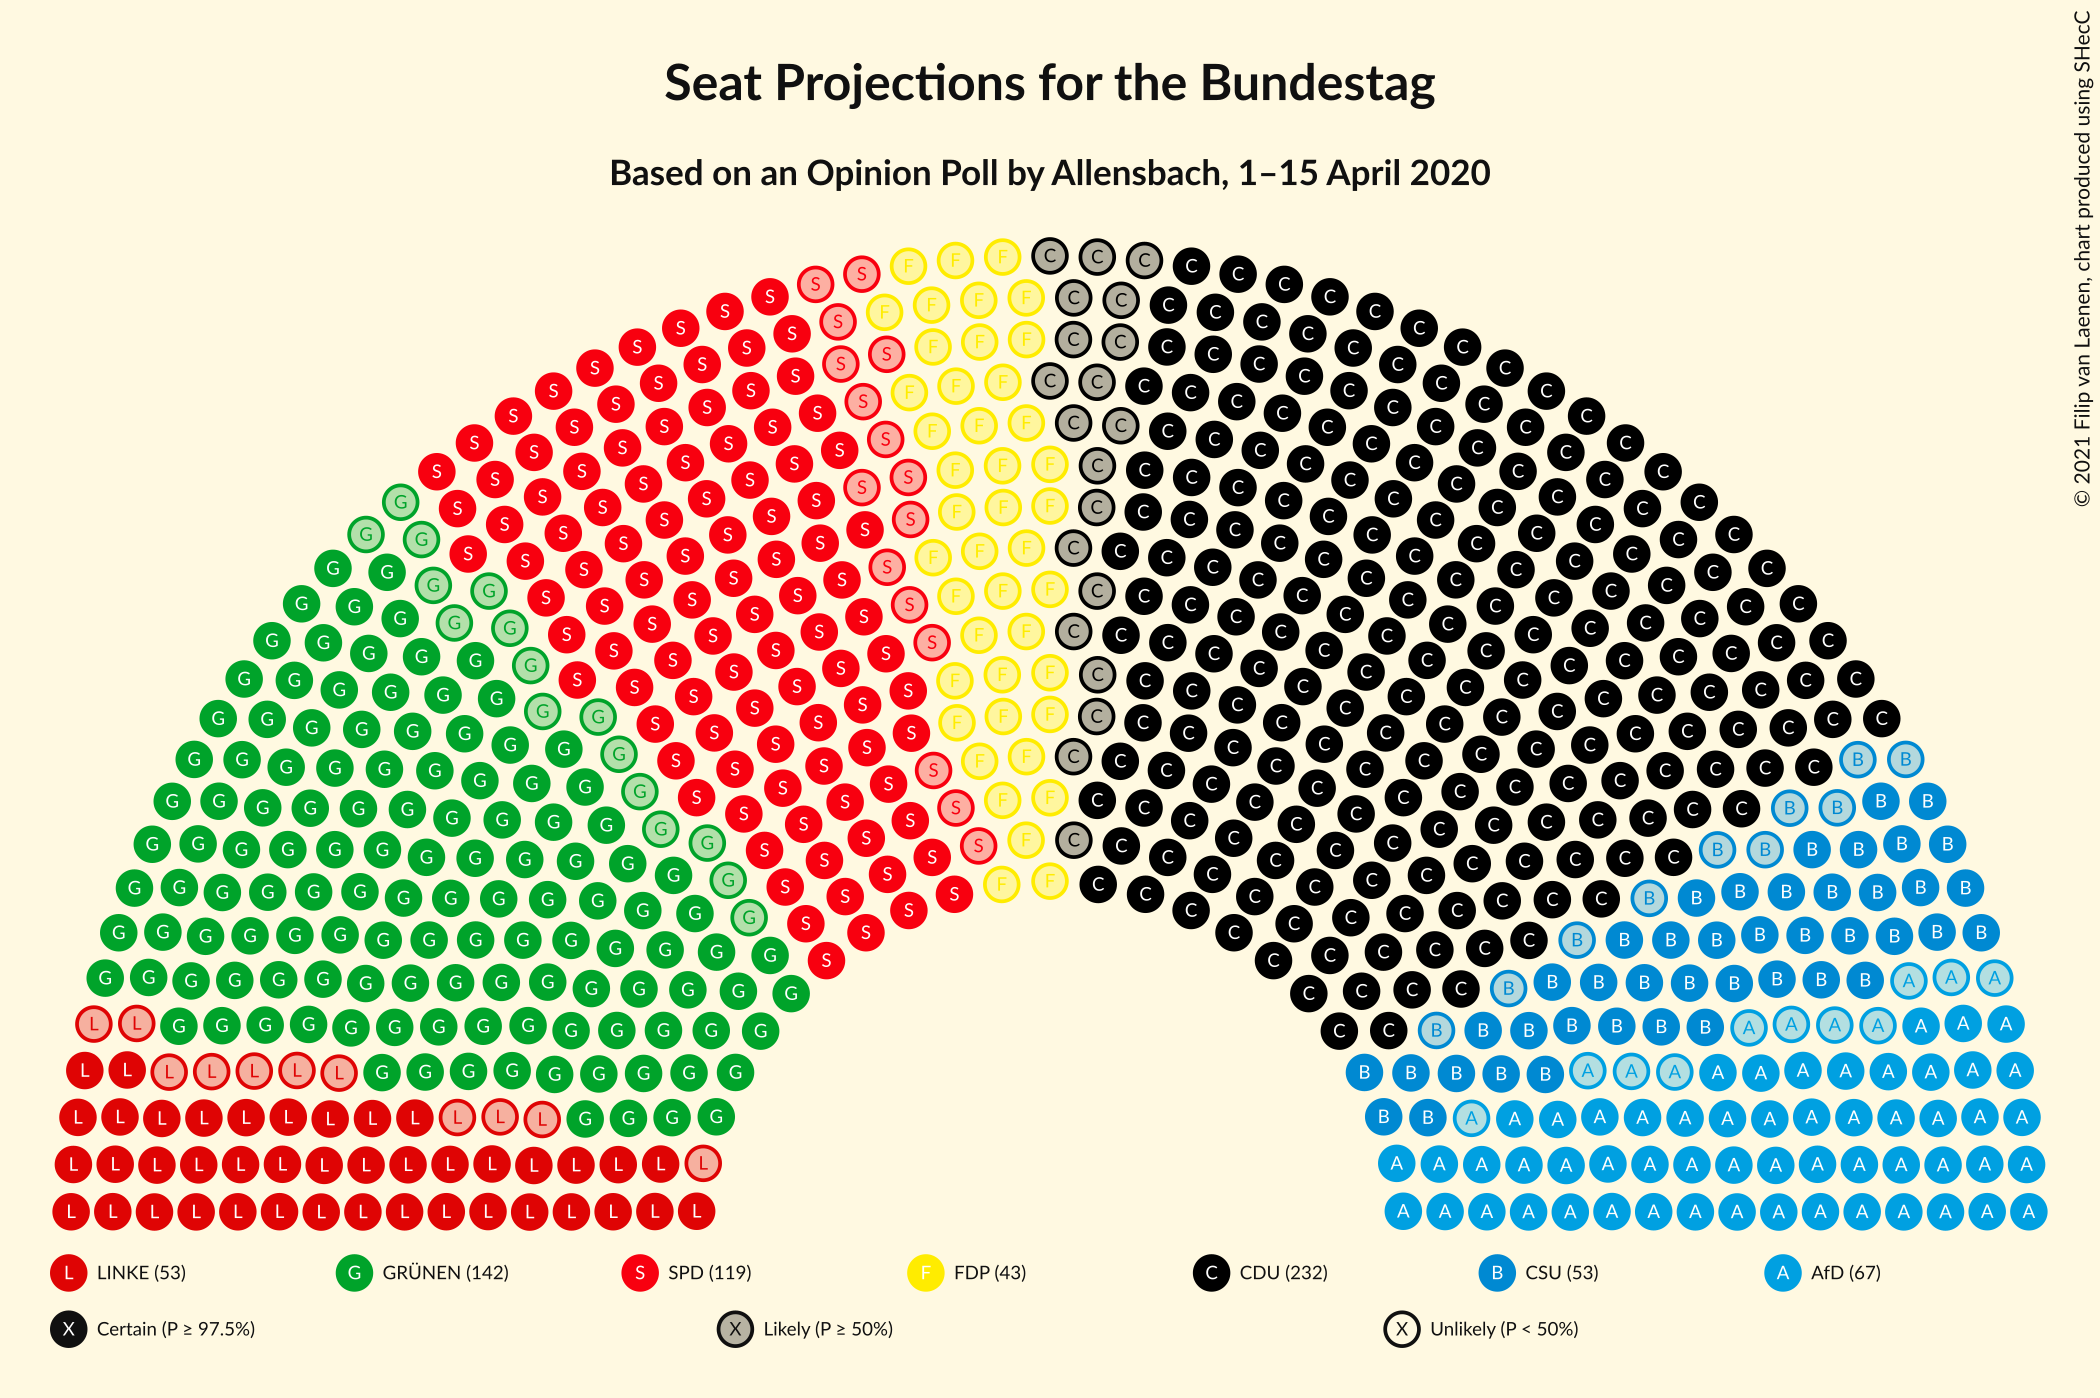 Seat Projections for the Bundestag
Based on an Opinion Poll by Allensbach, 1–15 April 2020
© 2021 Filip van Laenen, chart produced using SHecC
L LINKE (53) G GRÜNEN (142) S SPD (119) F FDP (43) C CDU (232) B CSU (53) A AfD (67)
X Certain (P ≥ 97.5%) X Likely (P ≥ 50%) X Unlikely (P < 50%)